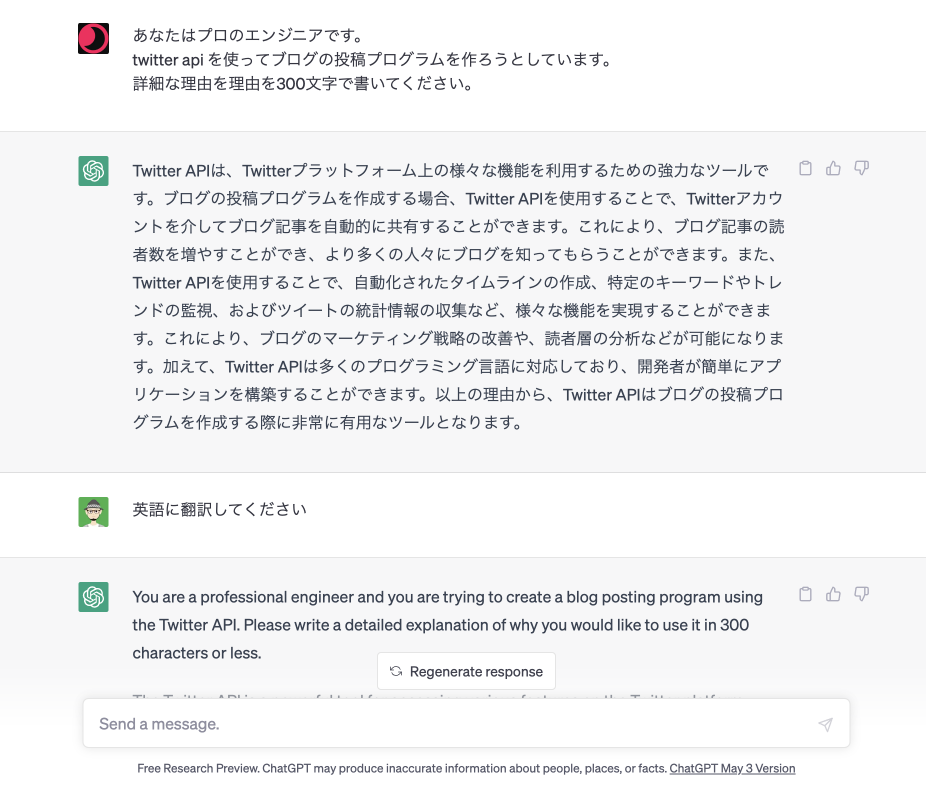 あなたはプロのエンジニアです。
twitter api を使ってブログの投稿プログラムを作ろうとしています。
詳細な理由を理由を300文字で書いてください。
Twitter APIは、Twitterプラットフォーム上の様々な機能を利用するための強力なツールで
す。ブログの投稿プログラムを作成する場合、Twitter APIを使用することで、Twitterアカウ
ントを介してブログ記事を自動的に共有することができます。これにより、ブログ記事の読
者数を増やすことができ、より多くの人々にブログを知ってもらうことができます。また、
Twitter APIを使用することで、自動化されたタイムラインの作成、特定のキーワードやトレ
ンドの監視、およびツイートの統計情報の収集など、様々な機能を実現することができま
す。これにより、ブログのマーケティング戦略の改善や、読者層の分析などが可能になりま
す。加えて、Twitter APIは多くのプログラミング言語に対応しており、開発者が簡単にアプ
リケーションを構築することができます。以上の理由から、Twitter APIはブログの投稿プロ
グラムを作成する際に非常に有用なツールとなります。
英語に翻訳してください
You are a professional engineer and you are trying to create a blog posting program using
the Twitter API. Please write a detailed explanation of why you would like to use it in 300
characters or less.
Regenerate response
Send a message.
Free Research Preview. ChatGPT may produce inaccurate information about people, places, or facts. ChatGPT May 3 Version